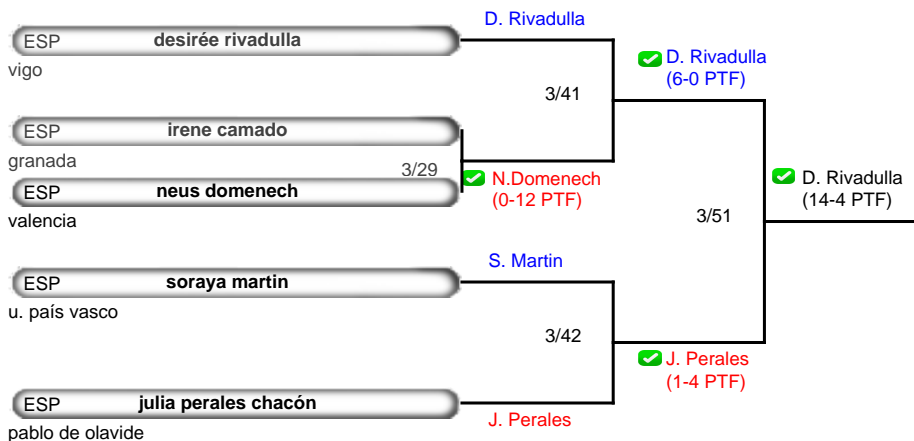 D. Rivadulla
ESP desirée rivadulla
vigo
D. Rivadulla
(6-0 PTF)
3/41
ESP irene camado
granada
3/29
ESP neus domenech
valencia
N.Domenech
(0-12 PTF)
D. Rivadulla
(14-4 PTF)
3/51
S. Martin
ESP soraya martin
u. país vasco
3/42
J. Perales
(1-4 PTF)
ESP julia perales chacón
pablo de olavide
J. Perales